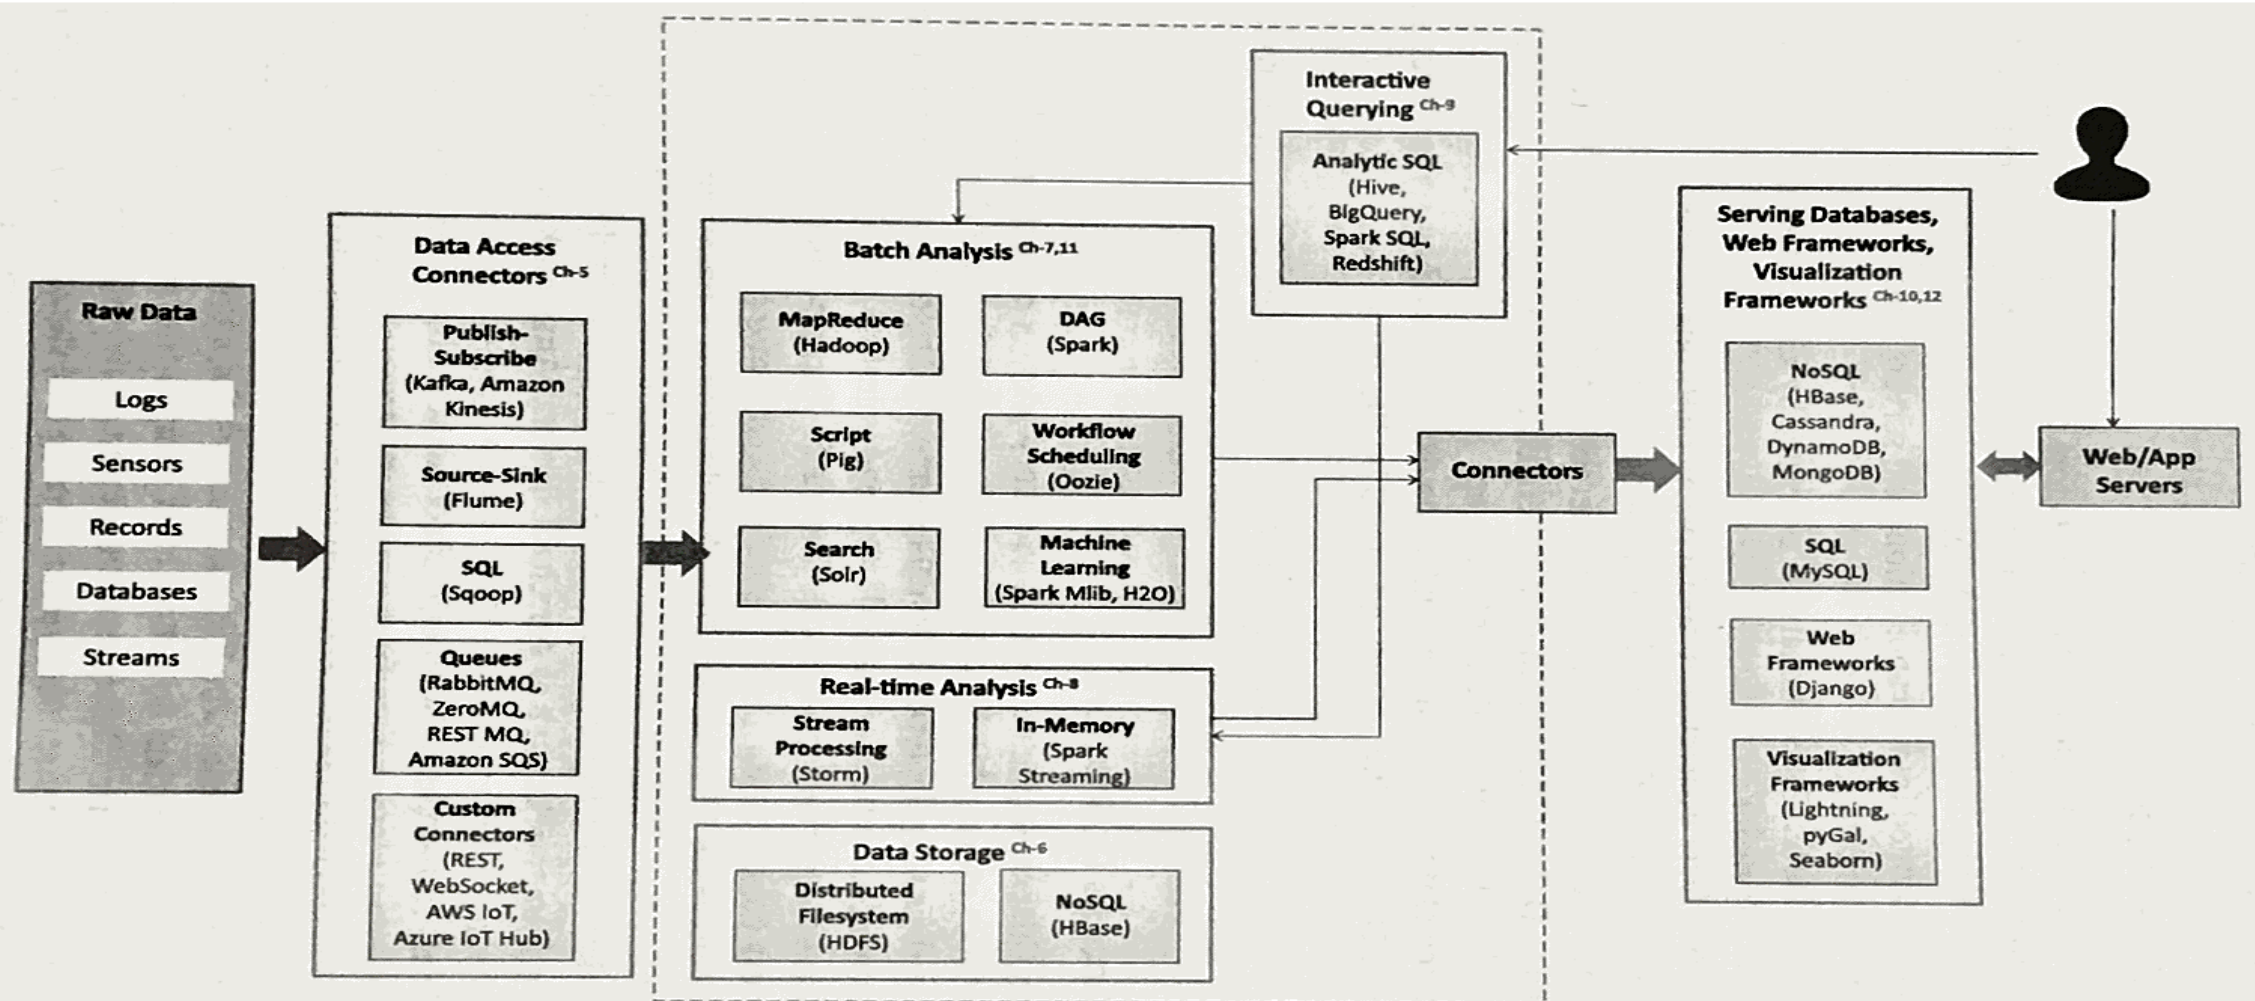 Raw Data
Logs
Sensors
Records
Databases
Streams
Data Access
Connectors Ch-5
Publish-
Subscribe
(Kafka, Amazon
Kinesis)
Source-Sink
(Flume)
SQL
(Sqoop)
Queues
(RabbitMQ,
ZeroMQ,
REST MQ,
Amazon SQS)
Custom
Connectors
(REST,
WebSocket,
AWS IoT,
Azure IoT Hub)
Batch Analysis Ch-7,11
MapReduce
(Hadoop)
DAG
(Spark)
Script
(Pig)
Workflow
Scheduling
(Oozie)
Search
(Solr)
Machine
Learning
(Spark Mlib, H2O)
Real-time Analysis Ch-8
Stream
Processing
(Storm)
In-Memory
(Spark
Streaming)
Data Storage Ch-6
Distributed
Filesystem
(HDFS)
NoSQL
(HBase)
Interactive
Querying Ch-9
Analytic SQL
(Hive,
BigQuery,
Spark SQL,
Redshift)
Connectors
Serving Databases,
Web Frameworks,
Visualization
Frameworks Ch-10,12
NoSQL
(HBase,
Cassandra,
DynamoDB,
MongoDB)
SQL
(MySQL)
Web
Frameworks
(Django)
Visualization
Frameworks
(Lightning,
pyGal,
Seaborn)
Web/App
Servers